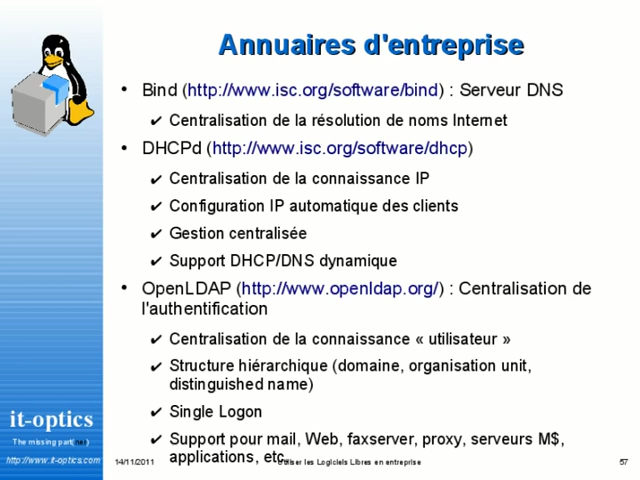 Annuaires d'entreprise
• Bind (http://www.isc.org/software/bind) : Serveur DNS
✔ Centralisation de la résolution de noms Internet
• DHCPd (http://www.isc.org/software/dhcp)
✔ Centralisation de la connaissance IP
✔ Configuration IP automatique des clients
✔ Gestion centralisée
✔ Support DHCP/DNS dynamique
• OpenLDAP (http://www.openldap.org/) : Centralisation de
l'authentification
✔ Centralisation de la connaissance « utilisateur »
✔ Structure hiérarchique (domaine, organisation unit,
distinguished name)
✔ Single Logon
✔ Support pour mail, Web, faxserver, proxy, serveurs M$,
applications, etc.
it-optics
The missing part(ner)
http://www.it-optics.com
14/11/2011
Utiliser les Logiciels Libres en entreprise
57